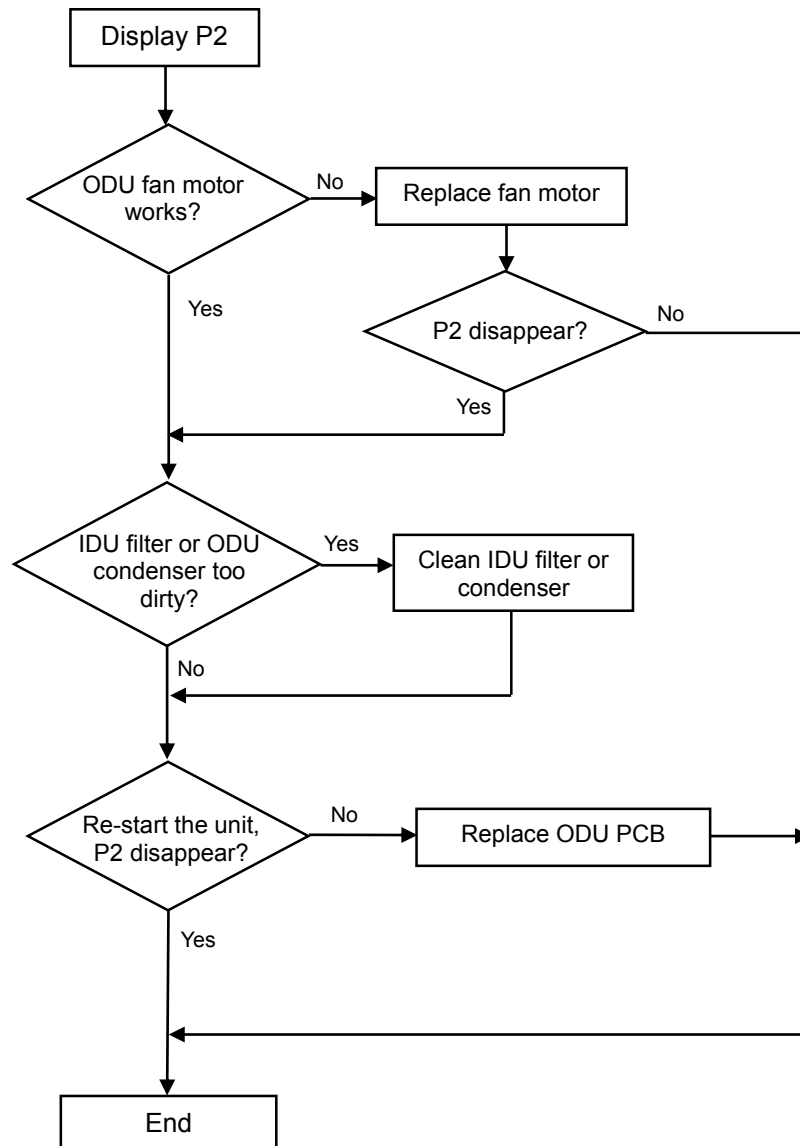 Display P2
ODU fan motor
works?
No
Replace fan motor
Yes
P2 disappear?
No
Yes
IDU filter or ODU
condenser too
dirty?
Yes
Clean IDU filter or
condenser
No
Re-start the unit,
P2 disappear?
No
Replace ODU PCB
Yes
End